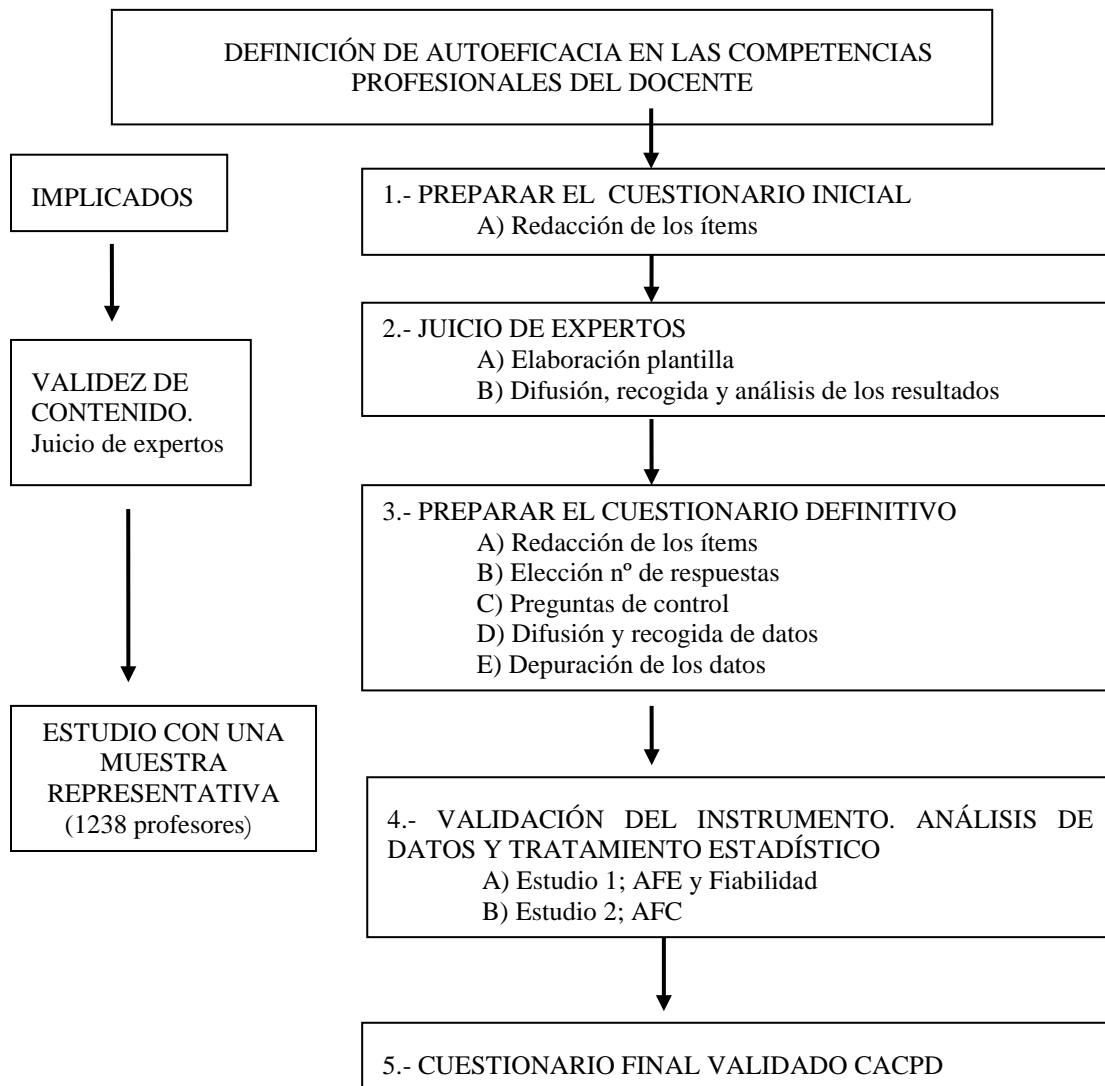 DEFINICIÓN DE AUTOEFICACIA EN LAS COMPETENCIAS
PROFESIONALES DEL DOCENTE
IMPLICADOS
VALIDEZ DE
CONTENIDO.
Juicio de expertos
ESTUDIO CON UNA
MUESTRA
REPRESENTATIVA
(1238 profesores)
1.- PREPARAR EL CUESTIONARIO INICIAL
A) Redacción de los ítems
2.- JUICIO DE EXPERTOS
A) Elaboración plantilla
B) Difusión, recogida y análisis de los resultados
3.- PREPARAR EL CUESTIONARIO DEFINITIVO
A) Redacción de los ítems
B) Elección nº de respuestas
C) Preguntas de control
D) Difusión y recogida de datos
E) Depuración de los datos
4.- VALIDACIÓN DEL INSTRUMENTO. ANÁLISIS DE
DATOS Y TRATAMIENTO ESTADÍSTICO
A) Estudio 1; AFE y Fiabilidad
B) Estudio 2; AFC
5.- CUESTIONARIO FINAL VALIDADO CACPD